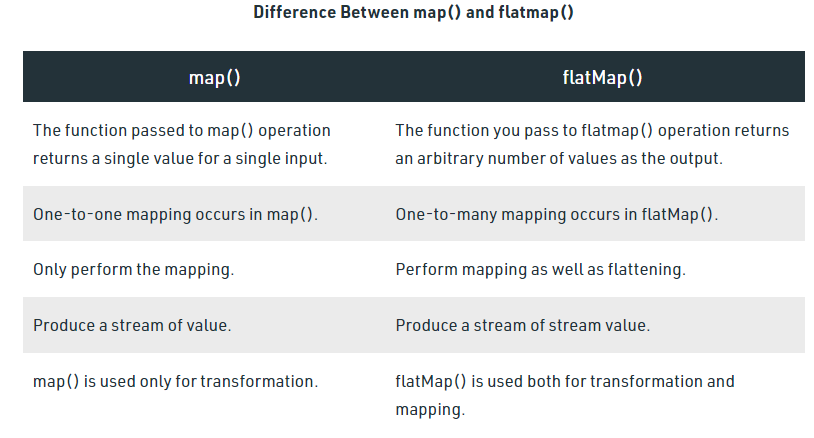 Difference Between map() and flatmap()
map()
flatMap()
The function passed to map() operation
returns a single value for a single input.
The function you pass to flatmap() operation returns
an arbitrary number of values as the output.
One-to-one mapping occurs in map().
One-to-many mapping occurs in flatMap().
Only perform the mapping.
Perform mapping as well as flattening.
Produce a stream of value.
Produce a stream of stream value.
map() is used only for transformation.
flatMap() is used both for transformation and
mapping.